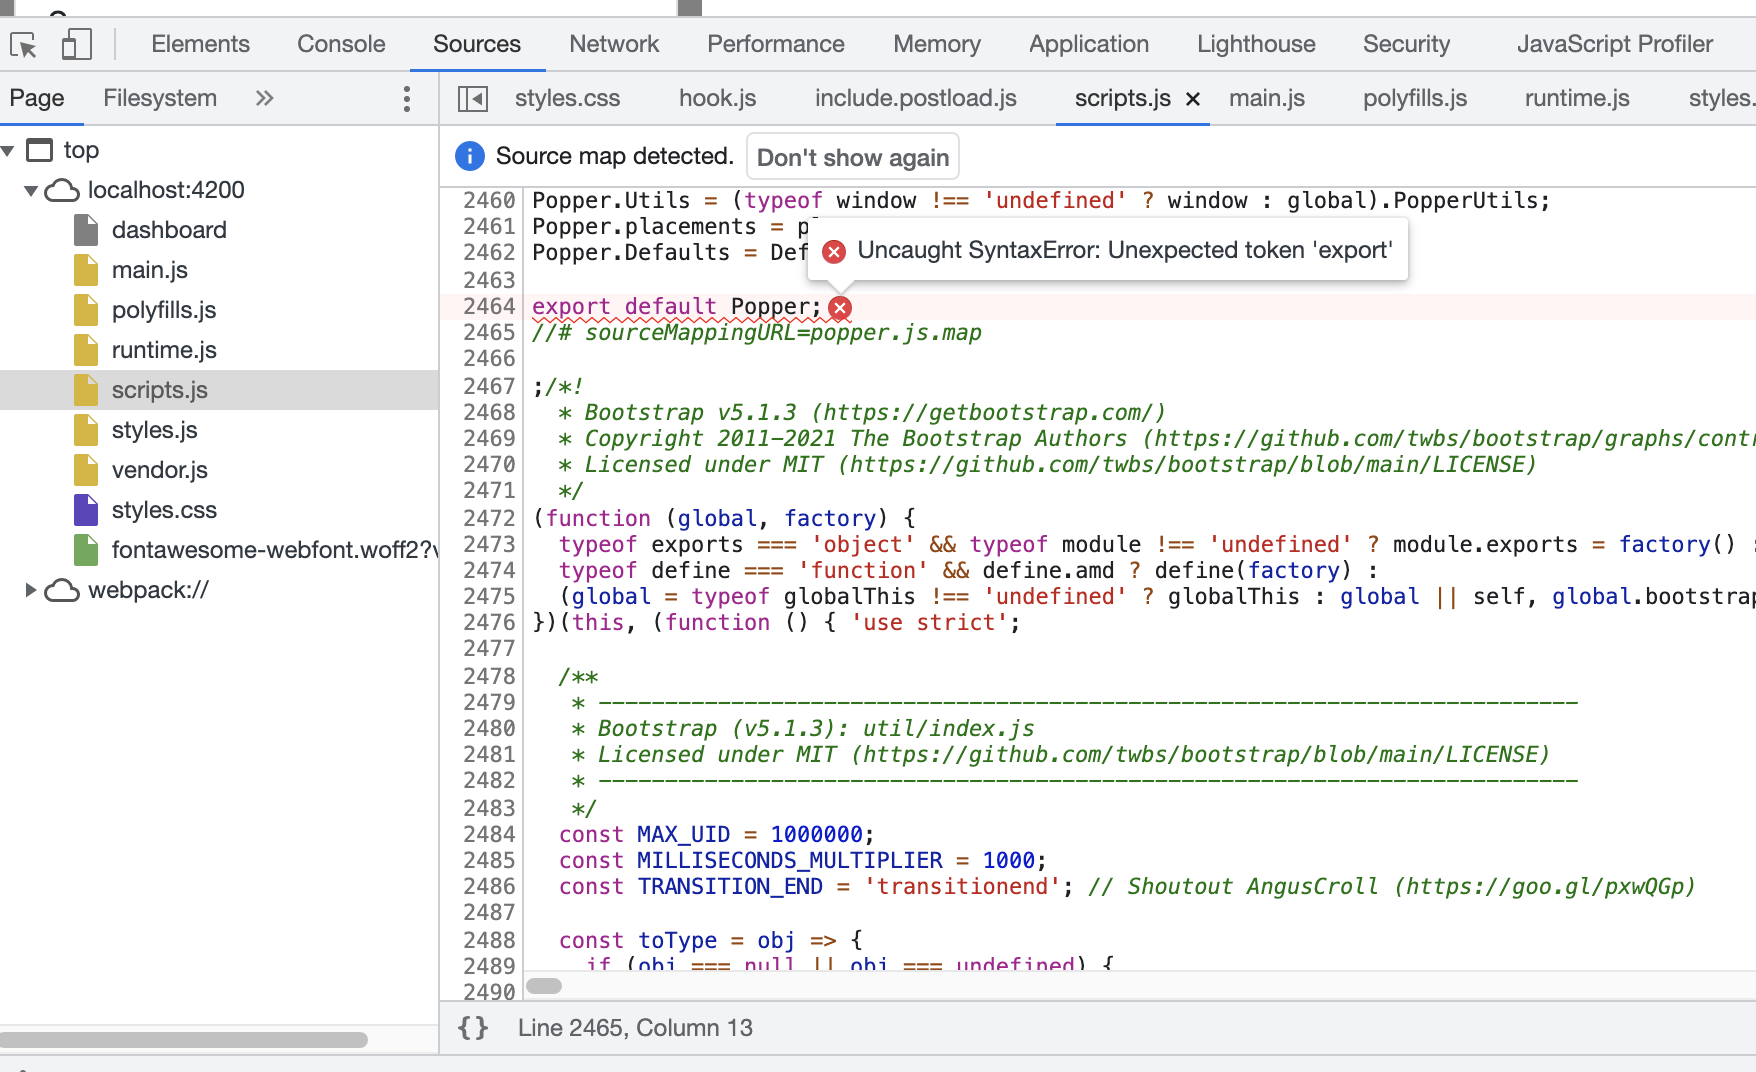 Elements Console Sources Network Performance Memory Application Lighthouse Security JavaScript Profiler
Page Filesystem »
styles.css hook.js include.postload.js scripts.js × main.js polyfills.js runtime.js styles.
top
localhost:4200
dashboard
main.js
polyfills.js
runtime.js
scripts.js
styles.js
vendor.js
styles.css
fontawesome-webfont.woff2?v
webpack://
Source map detected. Don't show again
2460 Popper.Utils = (typeof window !== 'undefined' ? window : global).PopperUtils;
2461 Popper.placements = p
2462 Popper.Defaults = Def
Uncaught SyntaxError: Unexpected token 'export'
2463
2464 export default Popper;
2465 //# sourceMappingURL=popper.js.map
2466
2467 ;/*!
2468   * Bootstrap v5.1.3 (https://getbootstrap.com/)
2469   * Copyright 2011-2021 The Bootstrap Authors (https://github.com/twbs/bootstrap/graphs/contr
2470   * Licensed under MIT (https://github.com/twbs/bootstrap/blob/main/LICENSE)
2471   */
2472 (function (global, factory) {
2473   typeof exports === 'object' && typeof module !== 'undefined' ? module.exports = factory() :
2474   typeof define === 'function' && define.amd ? define(factory) :
2475   (global = typeof globalThis !== 'undefined' ? globalThis : global || self, global.bootstrap
2476 })(this, (function () { 'use strict';
2477
2478   /**
2479    * --------------------------------------------------------------------------
2480    * Bootstrap (v5.1.3): util/index.js
2481    * Licensed under MIT (https://github.com/twbs/bootstrap/blob/main/LICENSE)
2482    * --------------------------------------------------------------------------
2483    */
2484   const MAX_UID = 1000000;
2485   const MILLISECONDS_MULTIPLIER = 1000;
2486   const TRANSITION_END = 'transitionend'; // Shoutout AngusCroll (https://goo.gl/pxwQGp)
2487
2488   const toType = obj => {
2489     if (obj === null || obj === undefined) {
2490
{} Line 2465, Column 13